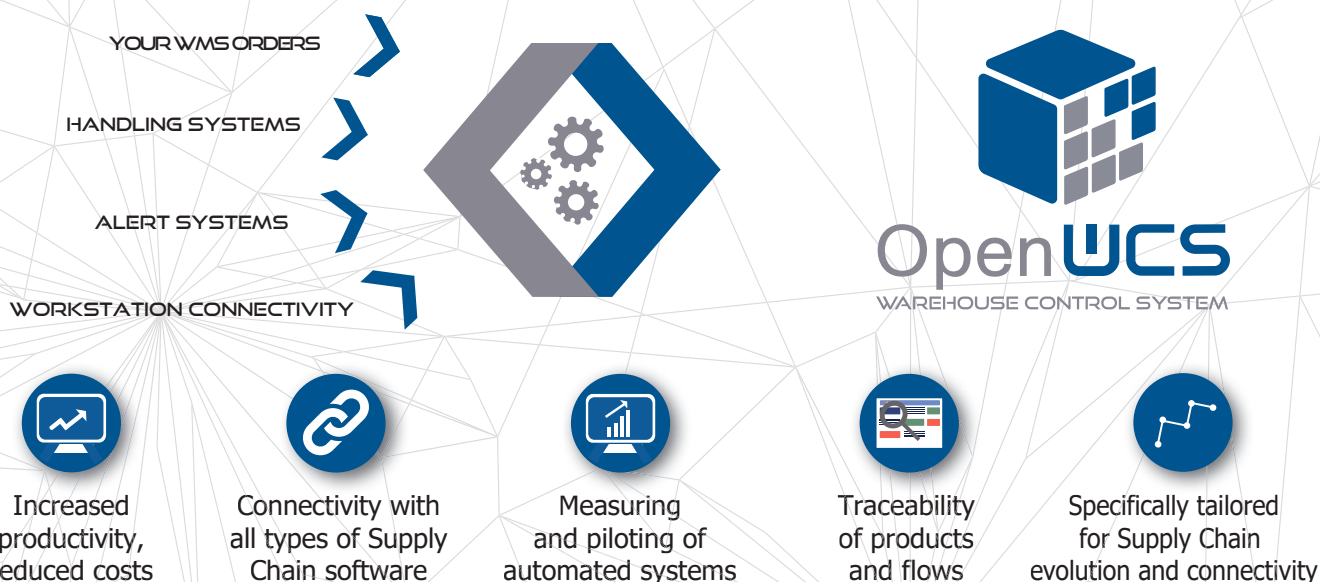 YOUR WMS ORDERS
HANDLING SYSTEMS
ALERT SYSTEMS
WORKSTATION CONNECTIVITY
OpenWCS
WAREHOUSE CONTROL SYSTEM
Increased
productivity,
reduced costs
Connectivity with
all types of Supply
Chain software
Measuring
and piloting of
automated systems
Traceability
of products
and flows
Specifically tailored
for Supply Chain
evolution and connectivity